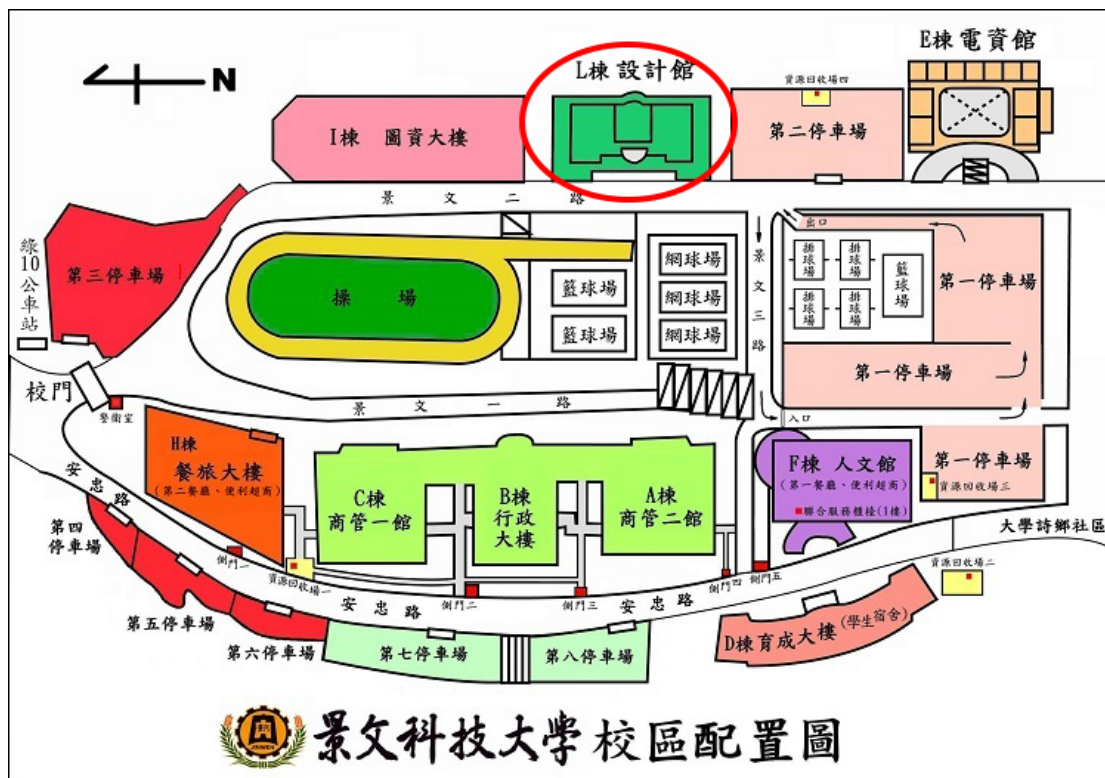 E棟電資館
L棟設計館
資源回收場四
N
I棟 圖資大樓
第二停車場
景文二路
出口
綠10公車站
第三停車場
操 場
籃球場
籃球場
網球場
網球場
網球場
景文三路
排球場
排球場
排球場
排球場
籃球場
第一停車場
第一停車場
校門
警衛室
景文一路
入口
H棟
餐旅大樓
(第二餐廳、便利超商)
C棟
商管一館
B棟
行政
大樓
A棟
商管二館
F棟 人文館
(第一餐廳、便利超商)
聯合服務櫃檯(1樓)
第一停車場
資源回收場三
大學詩鄉社區
安忠路
第四
停車場
側門一
資源回收場一
側門二
側門三
側門四
側門五
資源回收場二
安忠路
安忠路
第五停車場
第六停車場
第七停車場
第八停車場
D棟育成大樓(學生宿舍)
景文科技大學校區配置圖